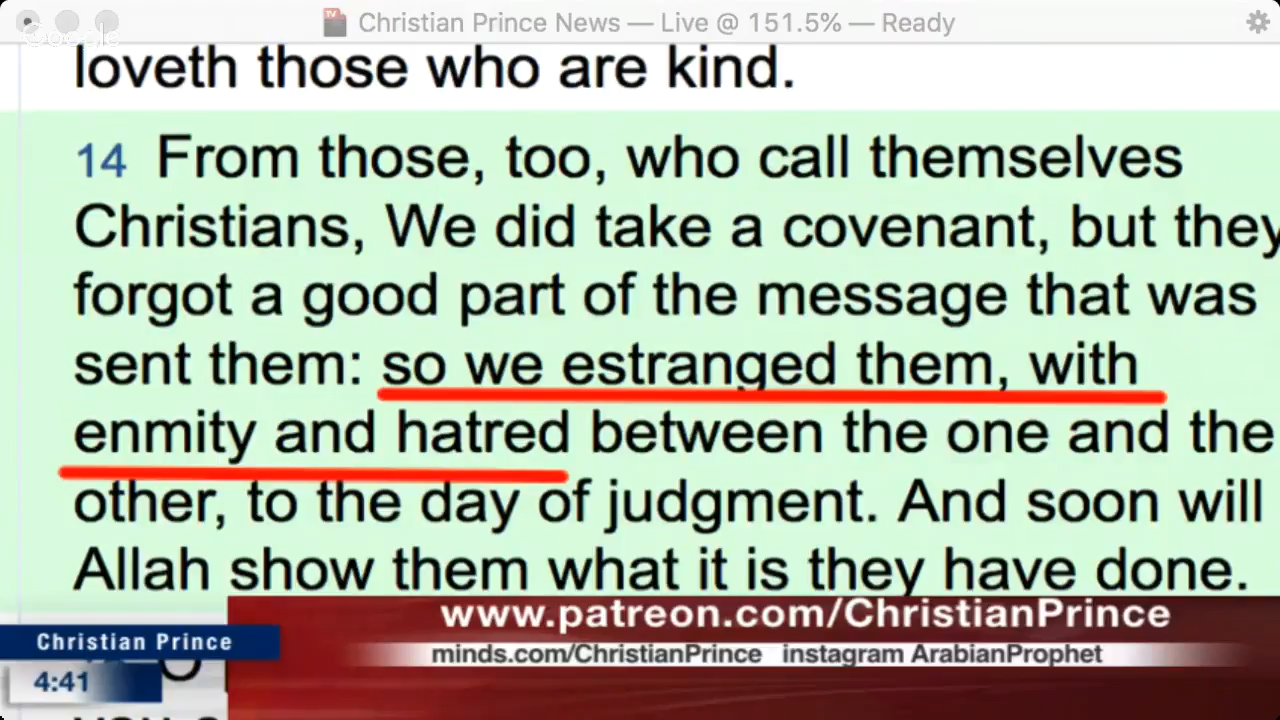 Christian Prince News — Live @ 151.5% — Ready
Google
loveth those who are kind.
14 From those, too, who call themselves
Christians, We did take a covenant, but they
forgot a good part of the message that was
sent them: so we estranged them, with
enmity and hatred between the one and the
other, to the day of judgment. And soon will
Allah show them what it is they have done.
www.patreon.com/ChristianPrince
Christian Prince
minds.com/ChristianPrince instagram ArabianProphet
4:41